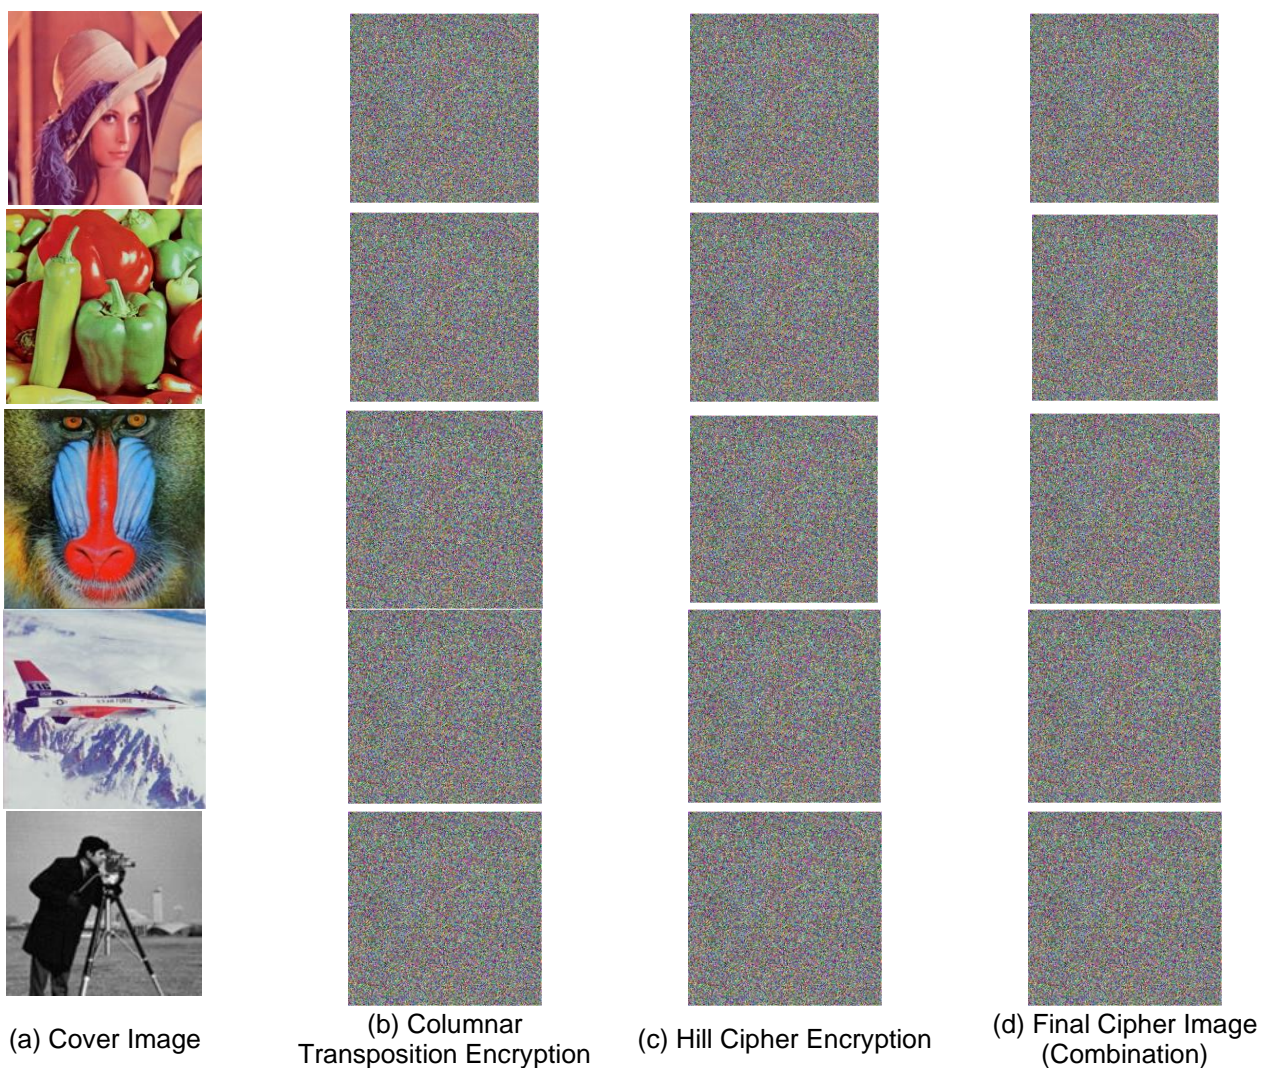 (a) Cover Image
(b) Columnar
Transposition Encryption
(c) Hill Cipher Encryption
(d) Final Cipher Image
(Combination)